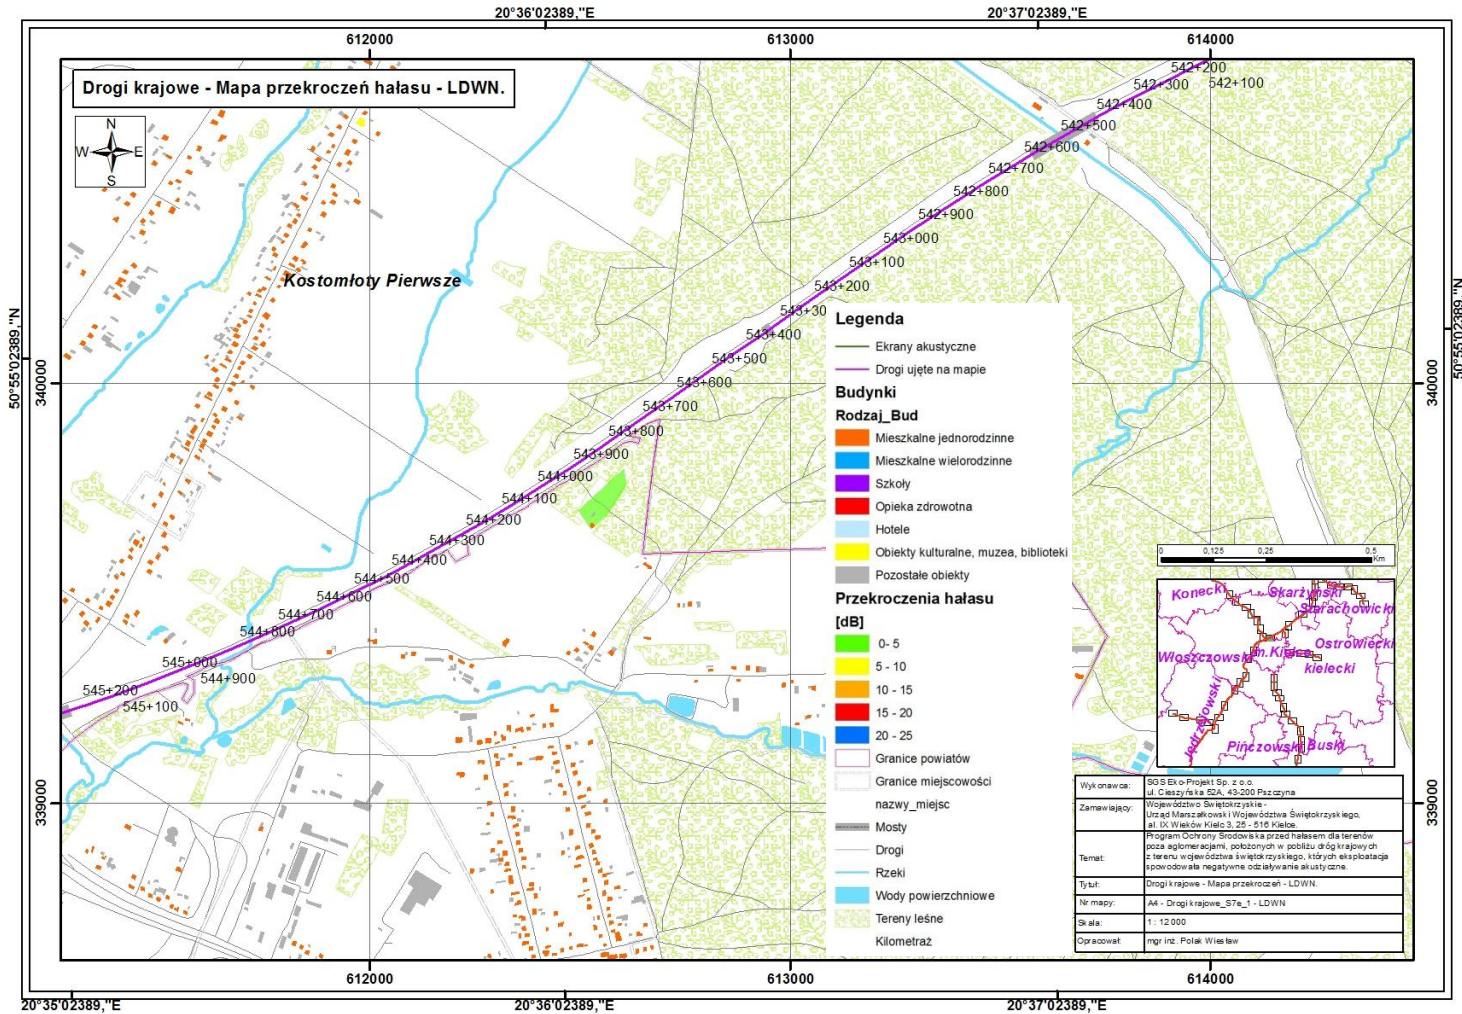 20°36'02389,"E
20°37'02389,"E
612000
613000
614000
Drogi krajowe - Mapa przekroczeń hałasu - LDWN.
N
W
E
S
Kostomłoty Pierwsze
542+200
542+100
542+300
542+400
542+500
542+600
542+700
542+800
542+900
543+000
543+100
543+200
543+30
543+400
543+500
543+600
543+700
543+800
543+900
544+000
544+100
544+200
544+300
544+400
544+500
544+600
544+700
544+800
545+000
544+900
545+200
545+100
50°55'02389,"N
340000
339000
50°55'02389,"N
340000
339000
Legenda
Ekrany akustyczne
Drogi ujęte na mapie
Budynki
Rodzaj_Bud
Mieszkalne jednorodzinne
Mieszkalne wielorodzinne
Szkoły
Opieka zdrowotna
Hotele
Obiekty kulturalne, muzea, biblioteki
Pozostałe obiekty
Przekroczenia hałasu
[dB]
0- 5
5 - 10
10 - 15
15 - 20
20 - 25
Granice powiatów
Granice miejscowości
nazwy_miejsc
Mosty
Drogi
Rzeki
Wody powierzchniowe
Tereny leśne
Kilometraż
0 0,125 0,25 0,5
Km
Konecki
Skarżyński
Starachowicki
Ostrowiecki
Włoszczowski
m.Kielce
kielecki
Jędrzejowski
Pińczowski
Buski
Wykonawca:
SGS Eko-Projekt Sp. z o.o.
ul. Cieszyńska 52A, 43-200 Pszczyna
Zamawiający:
Województwo Świętokrzyskie -
Urząd Marszałkowski Województwa Świętokrzyskiego,
al. IX Wieków Kielc 3, 25 - 516 Kielce.
Temat:
Program Ochrony Środowiska przed hałasem dla terenów
poza aglomeracjami, położonych w pobliżu dróg krajowych
z terenu województwa świętokrzyskiego, których eksploatacja
spowodowała negatywne odziaływanie akustyczne.
Tytuł:
Drogi krajowe - Mapa przekroczeń - LDWN.
Nr mapy:
A4 - Drogi krajowe_S7e_1 - LDWN
Skala:
1 : 12 000
Opracował:
mgr inż. Polak Wiesław
612000
613000
614000
20°35'02389,"E
20°36'02389,"E
20°37'02389,"E